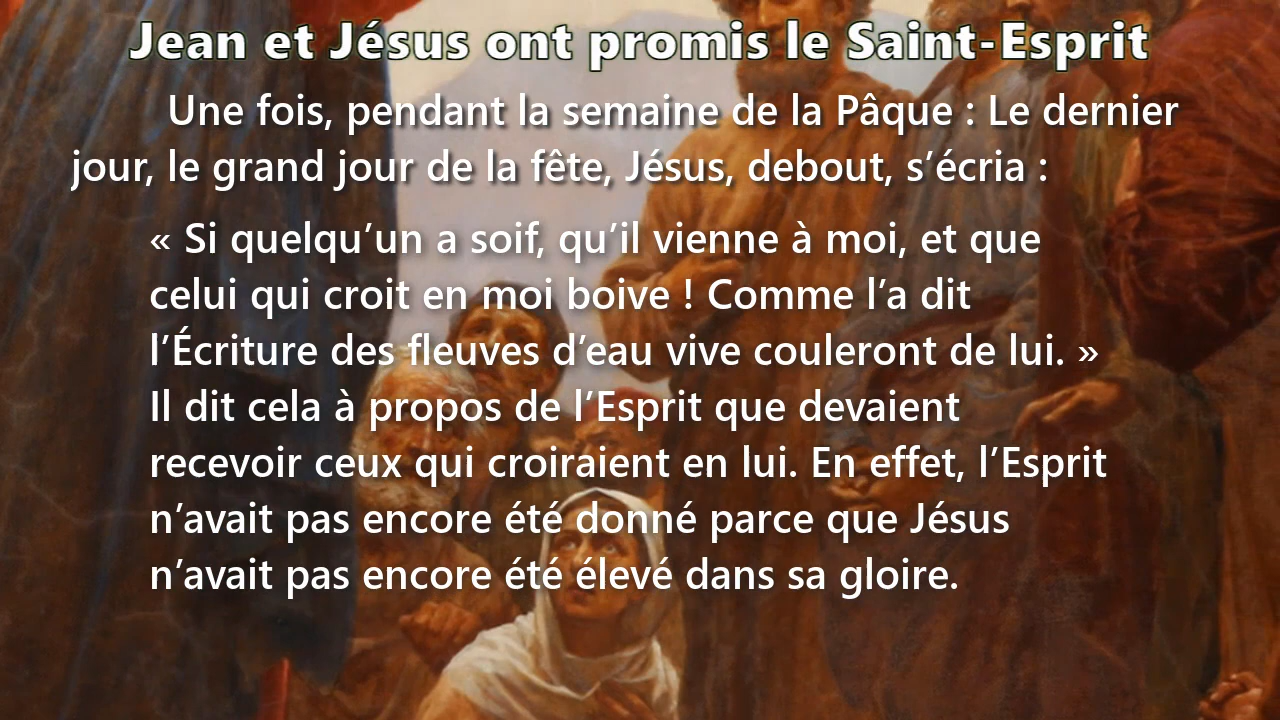 Jean et Jésus ont promis le Saint-Esprit
Une fois, pendant la semaine de la Pâque : Le dernier
jour, le grand jour de la fête, Jésus, debout, s’écria :
« Si quelqu’un a soif, qu’il vienne à moi, et que
celui qui croit en moi boive ! Comme l’a dit
l’Écriture des fleuves d’eau vive couleront de lui. »
Il dit cela à propos de l’Esprit que devaient
recevoir ceux qui croiraient en lui. En effet, l’Esprit
n’avait pas encore été donné parce que Jésus
n’avait pas encore été élevé dans sa gloire.